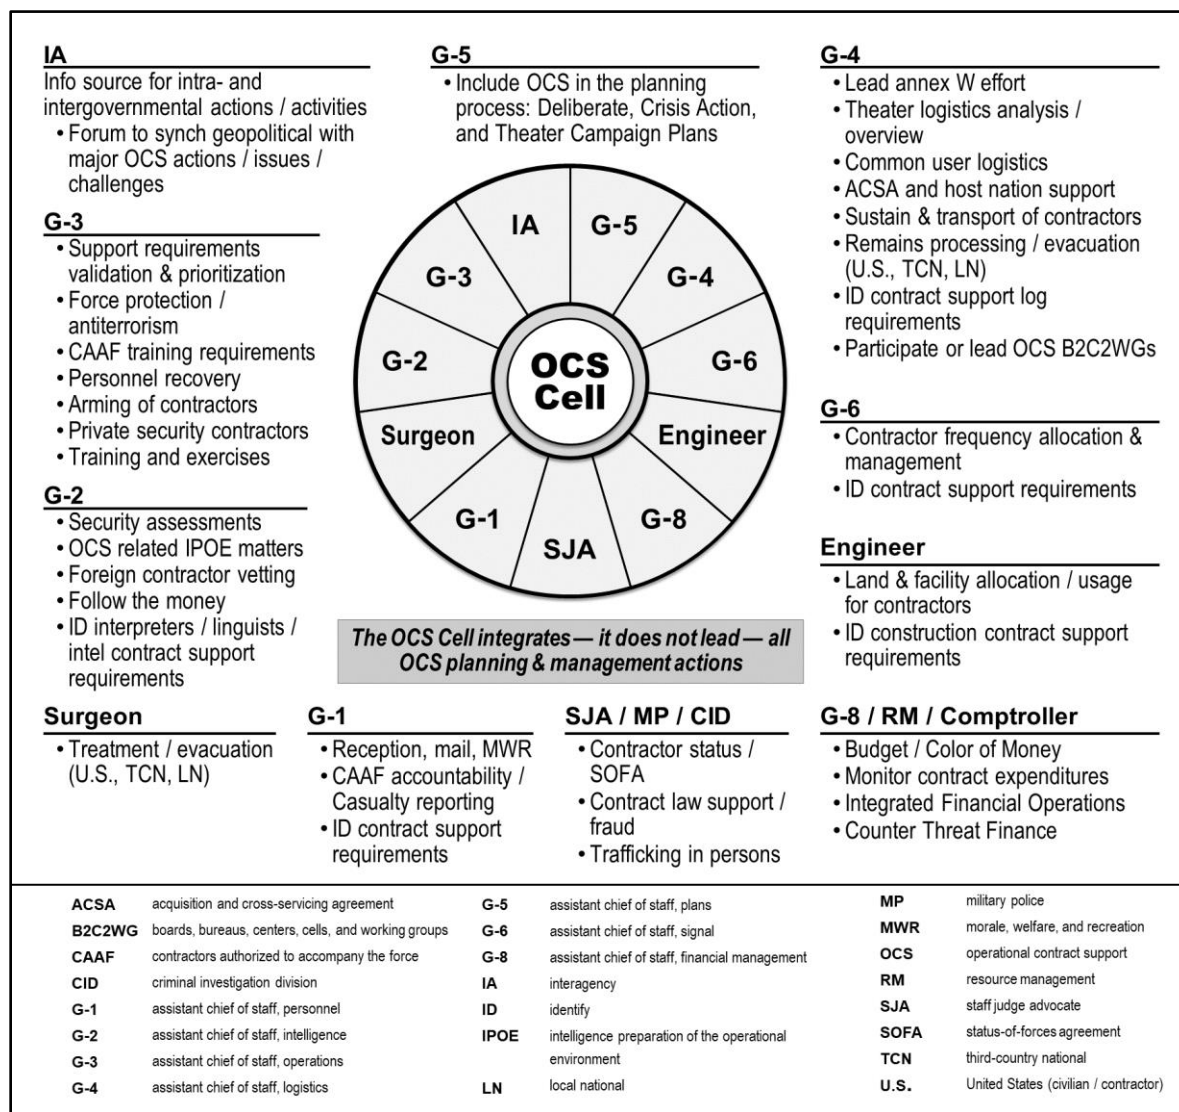 IA
Info source for intra- and
intergovernmental actions / activities
• Forum to synch geopolitical with
major OCS actions / issues /
challenges
G-3
• Support requirements
validation & prioritization
• Force protection /
antiterrorism
• CAAF training requirements
• Personnel recovery
• Arming of contractors
• Private security contractors
• Training and exercises
G-2
• Security assessments
• OCS related IPOE matters
• Foreign contractor vetting
• Follow the money
• ID interpreters / linguists /
intel contract support
requirements
G-5
• Include OCS in the planning
process: Deliberate, Crisis Action,
and Theater Campaign Plans
IA
G-5
G-3
G-4
G-2
OCS
Cell
G-6
Surgeon
Engineer
G-1
SJA
G-8
The OCS Cell integrates — it does not lead — all
OCS planning & management actions
G-4
• Lead annex W effort
• Theater logistics analysis /
overview
• Common user logistics
• ACSA and host nation support
• Sustain & transport of contractors
• Remains processing / evacuation
(U.S., TCN, LN)
• ID contract support log
requirements
• Participate or lead OCS B2C2WGs
G-6
• Contractor frequency allocation &
management
• ID contract support requirements
Engineer
• Land & facility allocation / usage
for contractors
• ID construction contract support
requirements
Surgeon
• Treatment / evacuation
(U.S., TCN, LN)
G-1
• Reception, mail, MWR
• CAAF accountability /
Casualty reporting
• ID contract support
requirements
SJA / MP / CID
• Contractor status /
SOFA
• Contract law support /
fraud
• Trafficking in persons
G-8 / RM / Comptroller
• Budget / Color of Money
• Monitor contract expenditures
• Integrated Financial Operations
• Counter Threat Finance
ACSA acquisition and cross-servicing agreement
B2C2WG boards, bureaus, centers, cells, and working groups
CAAF contractors authorized to accompany the force
CID criminal investigation division
G-1 assistant chief of staff, personnel
G-2 assistant chief of staff, intelligence
G-3 assistant chief of staff, operations
G-4 assistant chief of staff, logistics
G-5 assistant chief of staff, plans
G-6 assistant chief of staff, signal
G-8 assistant chief of staff, financial management
IA interagency
ID identify
IPOE intelligence preparation of the operational
environment
LN local national
MP military police
MWR morale, welfare, and recreation
OCS operational contract support
RM resource management
SJA staff judge advocate
SOFA status-of-forces agreement
TCN third-country national
U.S. United States (civilian / contractor)